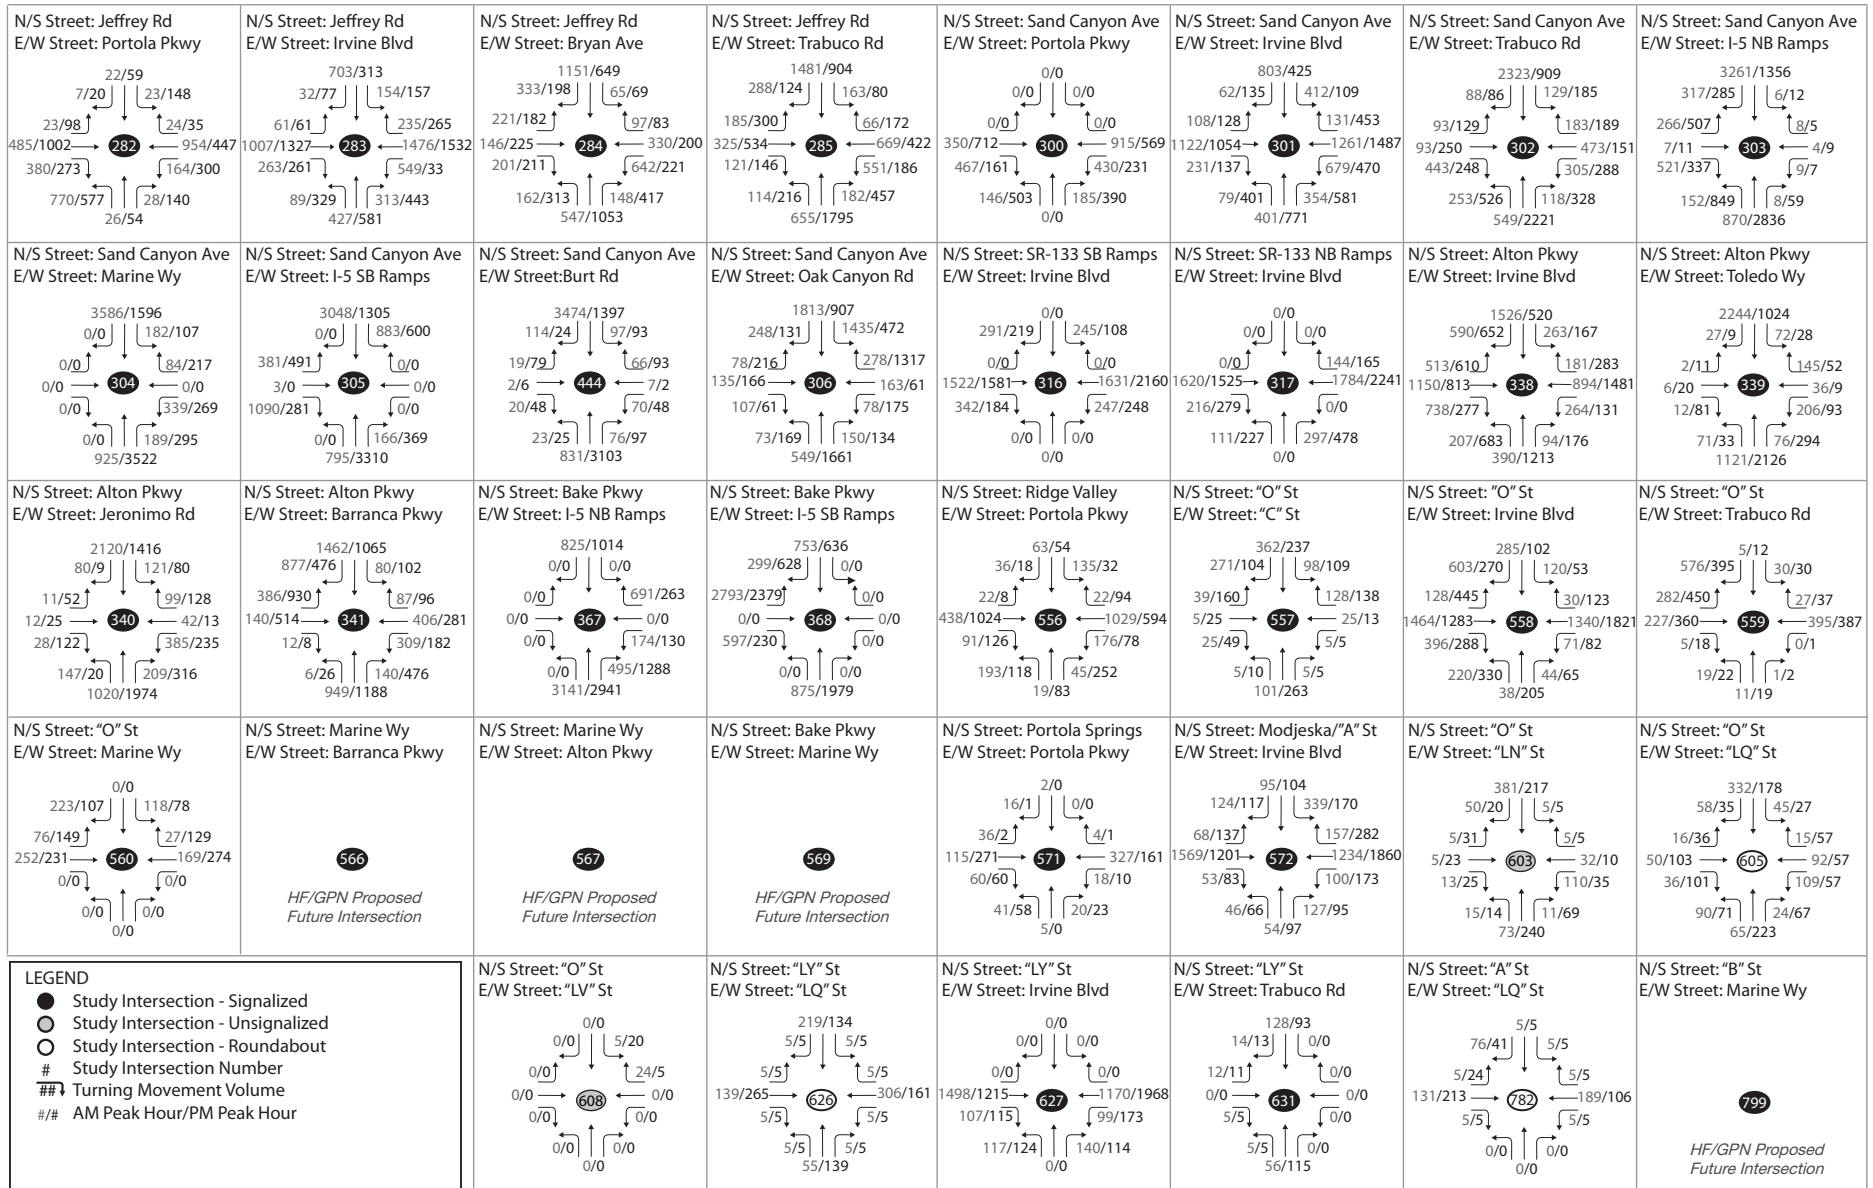 N/S Street: Jeffrey Rd
E/W Street: Portola Pkwy
22/59
7/20 23/148
23/98 24/35
485/1002 282 954/447
380/273 164/300
770/577 28/140
26/54
N/S Street: Jeffrey Rd
E/W Street: Irvine Blvd
703/313
32/77 154/157
61/61 235/265
1007/1327 283 1476/1532
263/261 549/33
89/329 313/443
427/581
N/S Street: Jeffrey Rd
E/W Street: Bryan Ave
1151/649
333/198 65/69
221/182 97/83
146/225 284 330/200
201/211 642/221
162/313 148/417
547/1053
N/S Street: Jeffrey Rd
E/W Street: Trabuco Rd
1481/904
288/124 163/80
185/300 66/172
325/534 285 669/422
121/146 551/186
114/216 182/457
655/1795
N/S Street: Sand Canyon Ave
E/W Street: Portola Pkwy
0/0
0/0 0/0
0/0 0/0
350/712 300 915/569
467/161 430/231
146/503 185/390
0/0
N/S Street: Sand Canyon Ave
E/W Street: Irvine Blvd
803/425
62/135 412/109
108/128 131/453
1122/1054 301 1261/1487
231/137 679/470
79/401 354/581
401/771
N/S Street: Sand Canyon Ave
E/W Street: Trabuco Rd
2323/909
88/86 129/185
93/129 183/189
93/250 302 473/151
443/248 305/288
253/526 118/328
549/2221
N/S Street: Sand Canyon Ave
E/W Street: I-5 NB Ramps
3261/1356
317/285 6/12
266/507 8/5
7/11 303 4/9
521/337 9/7
152/849 8/59
870/2836
N/S Street: Sand Canyon Ave
E/W Street: Marine Wy
3586/1596
0/0 182/107
0/0 84/217
0/0 304 0/0
0/0 339/269
0/0 189/295
925/3522
N/S Street: Sand Canyon Ave
E/W Street: I-5 SB Ramps
3048/1305
0/0 883/600
381/491 0/0
3/0 305 0/0
1090/281 0/0
0/0 166/369
795/3310
N/S Street: Sand Canyon Ave
E/W Street:Burt Rd
3474/1397
114/24 97/93
19/79 66/93
2/6 444 7/2
20/48 70/48
23/25 76/97
831/3103
N/S Street: Sand Canyon Ave
E/W Street: Oak Canyon Rd
1813/907
248/131 1435/472
78/216 278/1317
135/166 306 163/61
107/61 78/175
73/169 150/134
549/1661
N/S Street: SR-133 SB Ramps
E/W Street: Irvine Blvd
0/0
291/219 245/108
0/0 0/0
1522/1581 316 1631/2160
342/184 247/248
0/0 0/0
0/0
N/S Street: SR-133 NB Ramps
E/W Street: Irvine Blvd
0/0
0/0 0/0
0/0 144/165
1620/1525 317 1784/2241
216/279 0/0
111/227 297/478
0/0
N/S Street: Alton Pkwy
E/W Street: Irvine Blvd
1526/520
590/652 263/167
513/610 181/283
1150/813 338 894/1481
738/277 264/131
207/683 94/176
390/1213
N/S Street: Alton Pkwy
E/W Street: Toledo Wy
2244/1024
27/9 72/28
2/11 145/52
6/20 339 36/9
12/81 206/93
71/33 76/294
1121/2126
N/S Street: Alton Pkwy
E/W Street: Jeronimo Rd
2120/1416
80/9 121/80
11/52 99/128
12/25 340 42/13
28/122 385/235
147/20 209/316
1020/1974
N/S Street: Alton Pkwy
E/W Street: Barranca Pkwy
1462/1065
877/476 80/102
386/930 87/96
140/514 341 406/281
12/8 309/182
6/26 140/476
949/1188
N/S Street: Bake Pkwy
E/W Street: I-5 NB Ramps
825/1014
0/0 0/0
0/0 691/263
0/0 367 0/0
0/0 174/130
0/0 495/1288
3141/2941
N/S Street: Bake Pkwy
E/W Street: I-5 SB Ramps
753/636
299/628 0/0
2793/2379 0/0
0/0 368 0/0
597/230 0/0
0/0 0/0
875/1979
N/S Street: Ridge Valley
E/W Street: Portola Pkwy
63/54
36/18 135/32
22/8 22/94
438/1024 556 1029/594
91/126 176/78
193/118 45/252
19/83
N/S Street: “O” St
E/W Street: “C” St
362/237
271/104 98/109
39/160 128/138
5/25 557 25/13
25/49 5/5
5/10 5/5
101/263
N/S Street: ”O” St
E/W Street: Irvine Blvd
285/102
603/270 120/53
128/445 30/123
1464/1283 558 1340/1821
396/288 71/82
220/330 44/65
38/205
N/S Street: “O” St
E/W Street: Trabuco Rd
5/12
576/395 30/30
282/450 27/37
227/360 559 395/387
5/18 0/1
19/22 1/2
11/19
N/S Street: “O” St
E/W Street: Marine Wy
0/0
223/107 118/78
76/149 27/129
252/231 560 169/274
0/0 0/0
0/0 0/0
0/0
N/S Street: Marine Wy
E/W Street: Barranca Pkwy
566
HF/GPN Proposed
Future Intersection
N/S Street: Marine Wy
E/W Street: Alton Pkwy
567
HF/GPN Proposed
Future Intersection
N/S Street: Bake Pkwy
E/W Street: Marine Wy
569
HF/GPN Proposed
Future Intersection
N/S Street: Portola Springs
E/W Street: Portola Pkwy
2/0
16/1 0/0
36/2 4/1
115/271 571 327/161
60/60 18/10
41/58 20/23
5/0
N/S Street: Modjeska/”A” St
E/W Street: Irvine Blvd
95/104
124/117 339/170
68/137 157/282
1569/1201 572 1234/1860
53/83 100/173
46/66 127/95
54/97
N/S Street: “O” St
E/W Street: “LN” St
381/217
50/20 5/5
5/31 5/5
5/23 603 32/10
13/25 110/35
15/14 11/69
73/240
N/S Street: “O” St
E/W Street: “LQ” St
332/178
58/35 45/27
16/36 15/57
50/103 605 92/57
36/101 109/57
90/71 24/67
65/223
LEGEND
Study Intersection - Signalized
Study Intersection - Unsignalized
Study Intersection - Roundabout
# Study Intersection Number
## Turning Movement Volume
#/# AM Peak Hour/PM Peak Hour
N/S Street: “O” St
E/W Street: “LV” St
0/0
0/0 5/20
0/0 24/5
0/0 608 0/0
0/0 0/0
0/0 0/0
0/0
N/S Street: “LY” St
E/W Street: “LQ” St
219/134
5/5 5/5
5/5 5/5
139/265 626 306/161
5/5 5/5
5/5 5/5
55/139
N/S Street: “LY” St
E/W Street: Irvine Blvd
0/0
0/0 0/0
0/0 0/0
1498/1215 627 1170/1968
107/115 99/173
117/124 140/114
0/0
N/S Street: “LY” St
E/W Street: Trabuco Rd
128/93
14/13 0/0
12/11 0/0
0/0 631 0/0
5/5 0/0
5/5 0/0
56/115
N/S Street: “A” St
E/W Street: “LQ” St
5/5
76/41 5/5
5/24 5/5
131/213 782 189/106
5/5 5/5
0/0 0/0
0/0
N/S Street: “B” St
E/W Street: Marine Wy
799
HF/GPN Proposed
Future Intersection